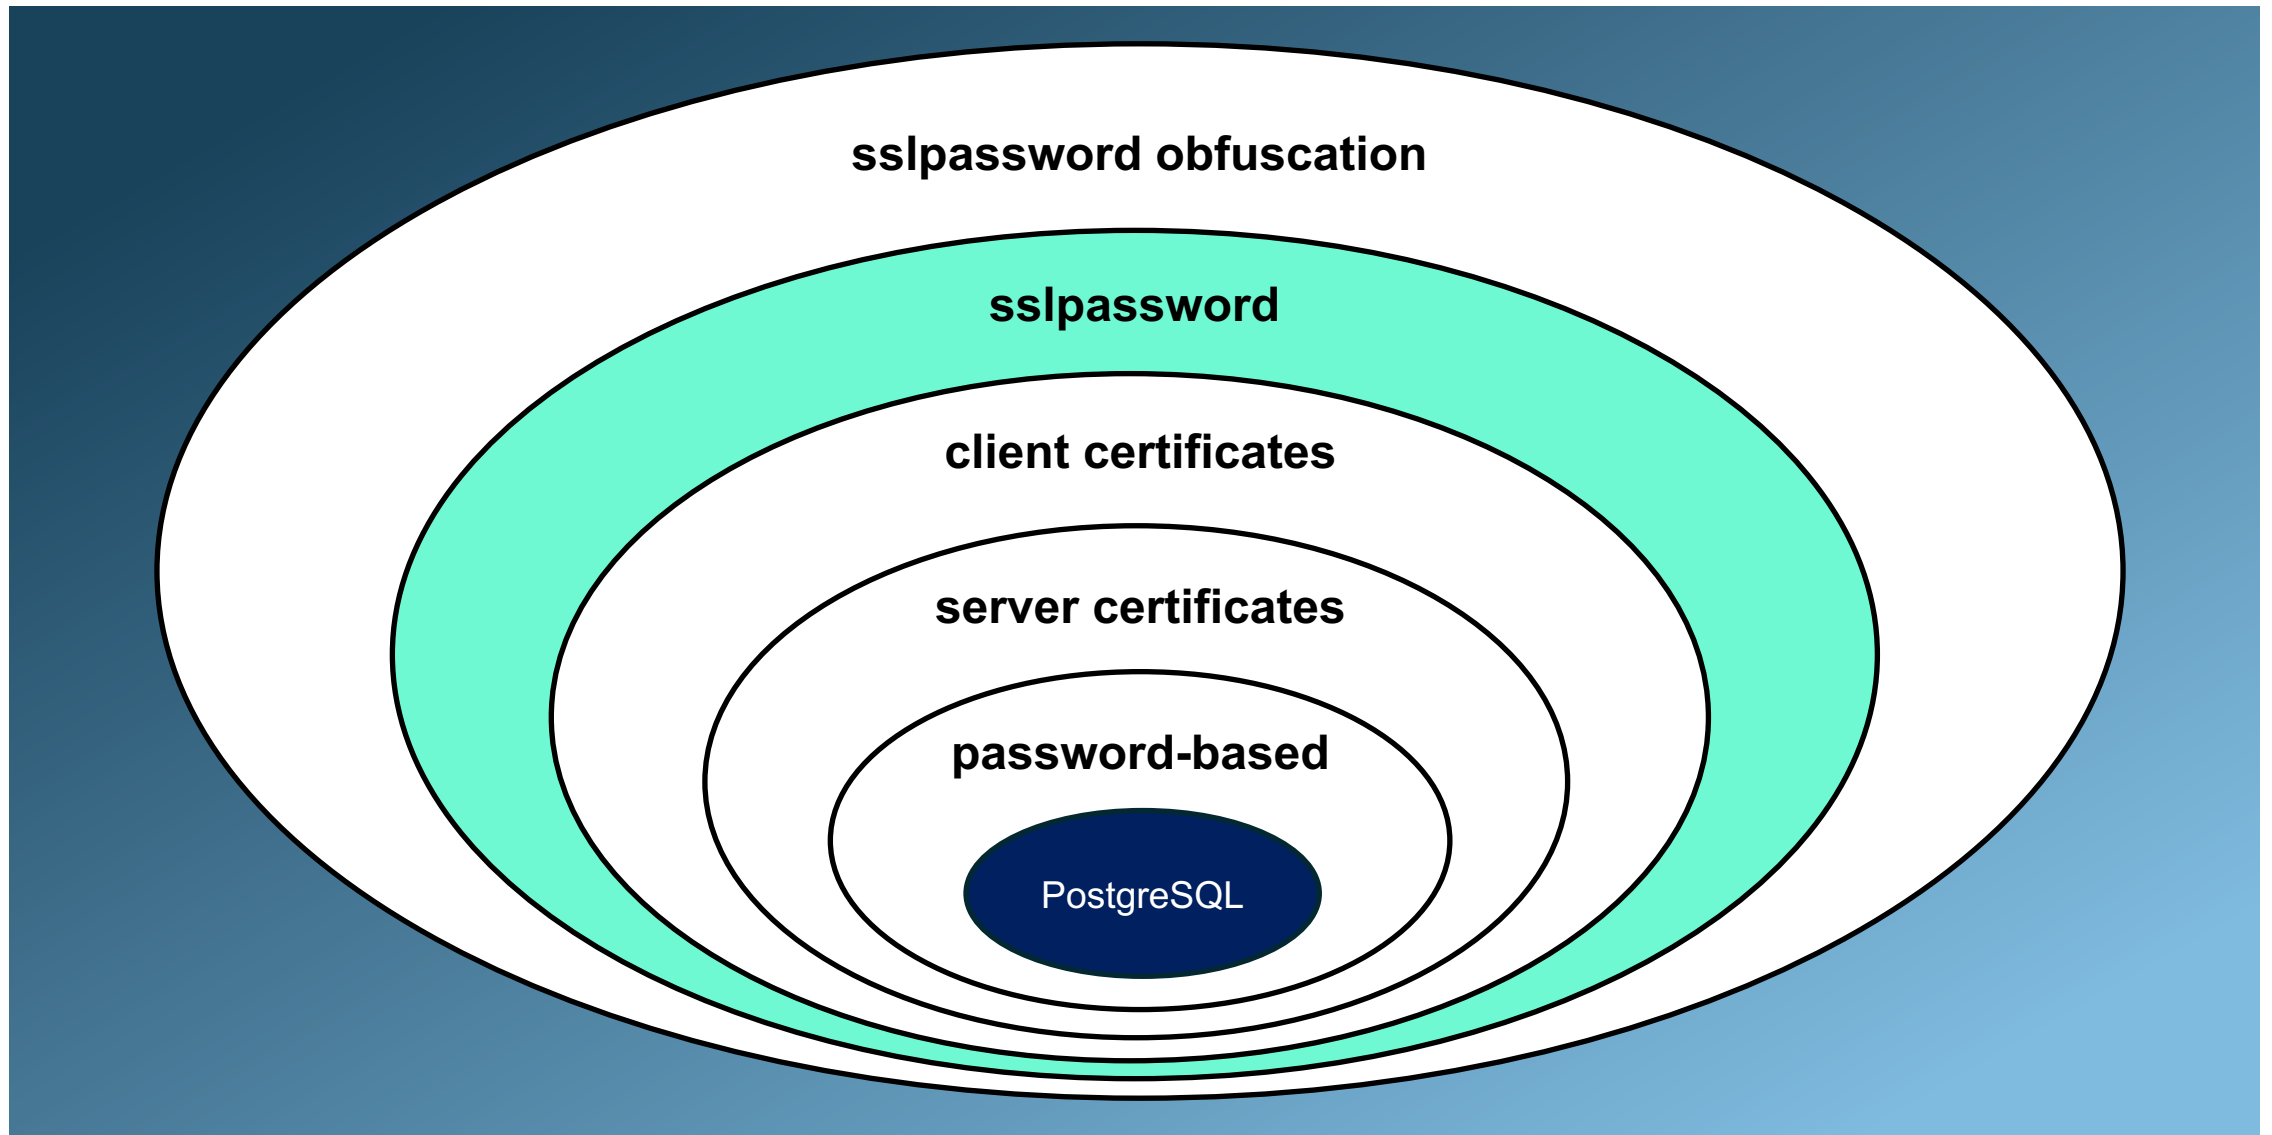 sslpassword obfuscation
sslpassword
client certificates
server certificates
password-based
PostgreSQL